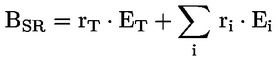 B_SR = r_T · E_T + ∑_i r_i · E_i